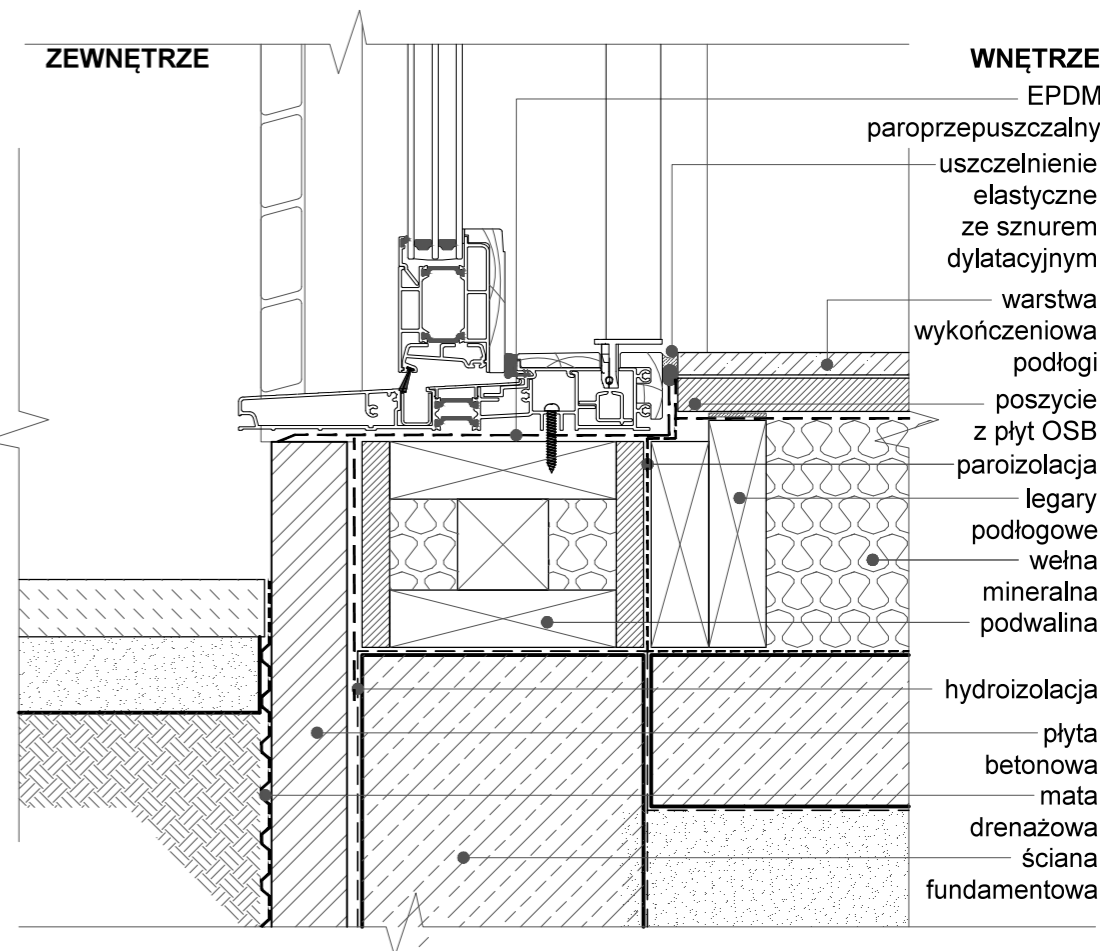 ZEWNĘTRZE
WNĘTRZE
EPDM
paroprzepuszczalny
uszczelnienie
elastyczne
ze sznurem
dylatacyjnym
warstwa
wykończeniowa
podłogi
poszycie
z płyt OSB
paroizolacja
legary
podłogowe
wełna
mineralna
podwalina
hydroizolacja
płyta
betonowa
mata
drenażowa
ściana
fundamentowa